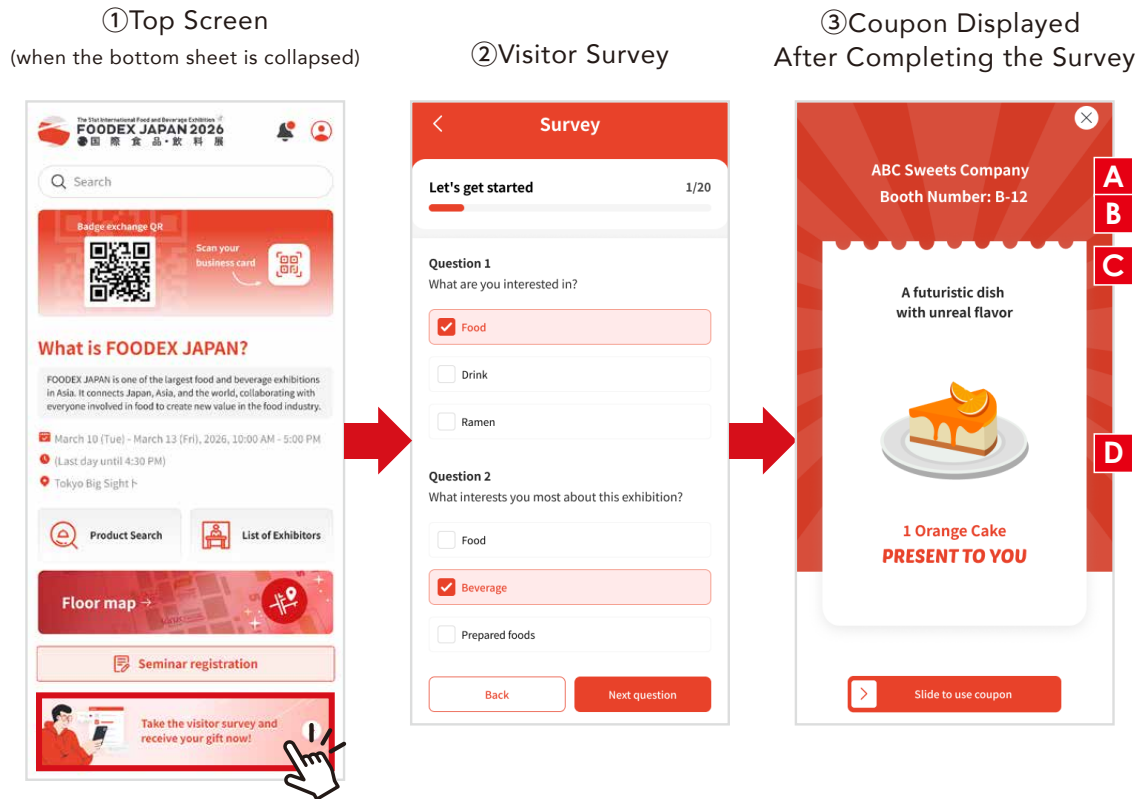 ①Top Screen
(when the bottom sheet is collapsed)
The 51st International Food and Beverage Exhibition
FOODEX JAPAN 2026
国 際 食 品・飲 料 展
Search
Badge exchange QR
Scan your
business card
What is FOODEX JAPAN?
FOODEX JAPAN is one of the largest food and beverage exhibitions
in Asia. It connects Japan, Asia, and the world, collaborating with
everyone involved in food to create new value in the food industry.
March 10 (Tue) - March 13 (Fri), 2026, 10:00 AM - 5:00 PM
(Last day until 4:30 PM)
Tokyo Big Sight ト
Product Search
List of Exhibitors
Floor map →
Seminar registration
Take the visitor survey and
receive your gift now!
②Visitor Survey
Survey
Let's get started 1/20
Question 1
What are you interested in?
Food
Drink
Ramen
Question 2
What interests you most about this exhibition?
Food
Beverage
Prepared foods
Back
Next question
③Coupon Displayed
After Completing the Survey
ABC Sweets Company
Booth Number: B-12
A
B
C
A futuristic dish
with unreal flavor
D
1 Orange Cake
PRESENT TO YOU
Slide to use coupon